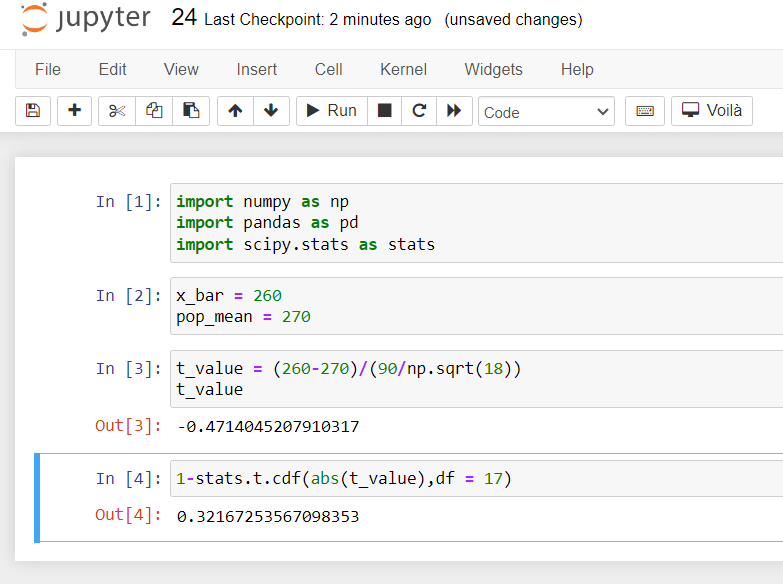 jupyter 24 Last Checkpoint: 2 minutes ago (unsaved changes)
File Edit View Insert Cell Kernel Widgets Help
Run Code Voilà
In [1]: import numpy as np
import pandas as pd
import scipy.stats as stats
In [2]: x_bar = 260
pop_mean = 270
In [3]: t_value = (260-270)/(90/np.sqrt(18))
t_value
Out[3]: -0.4714045207910317
In [4]: 1-stats.t.cdf(abs(t_value),df = 17)
Out[4]: 0.32167253567098353